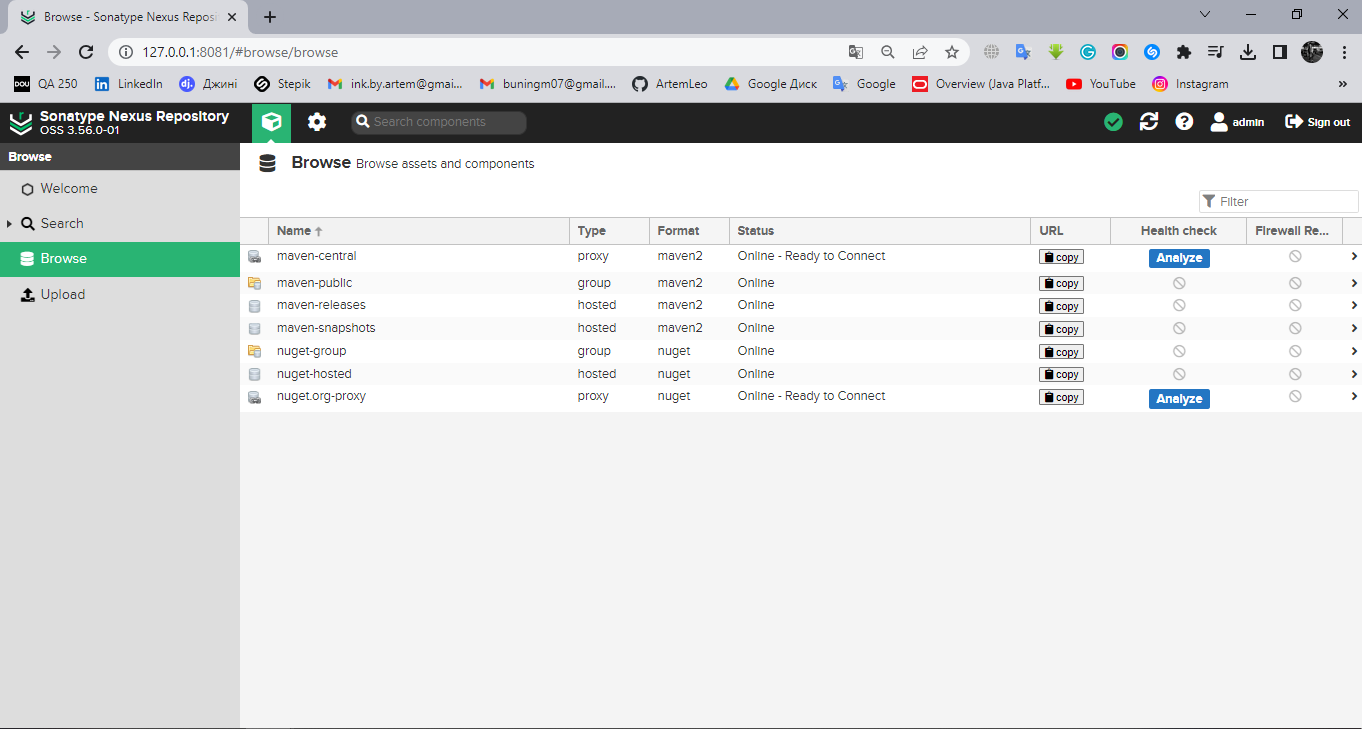 Browse - Sonatype Nexus Reposi
127.0.0.1:8081/#browse/browse
QA 250 LinkedIn Джині Stepik ink.by.artem@gmai... buningm07@gmail.... ArtemLeo Google Диск Google Overview (Java Platf... YouTube Instagram »
Sonatype Nexus Repository
OSS 3.56.0-01
Search components
admin
Sign out
Browse
Welcome
Search
Browse
Upload
Browse Browse assets and components
Filter
Name Type Format Status URL Health check Firewall Re...
maven-central proxy maven2 Online - Ready to Connect copy Analyze
maven-public group maven2 Online copy
maven-releases hosted maven2 Online copy
maven-snapshots hosted maven2 Online copy
nuget-group group nuget Online copy
nuget-hosted hosted nuget Online copy
nuget.org-proxy proxy nuget Online - Ready to Connect copy Analyze